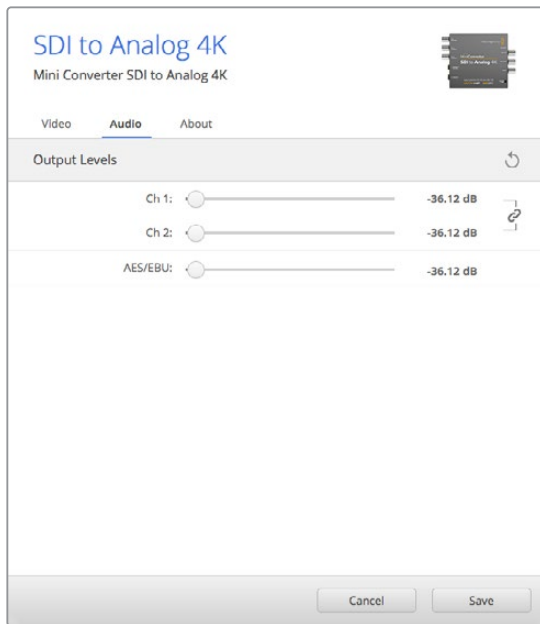 SDI to Analog 4K
Mini Converter SDI to Analog 4K
Video Audio About
Output Levels
Ch 1: -36.12 dB
Ch 2: -36.12 dB
AES/EBU: -36.12 dB
Cancel Save